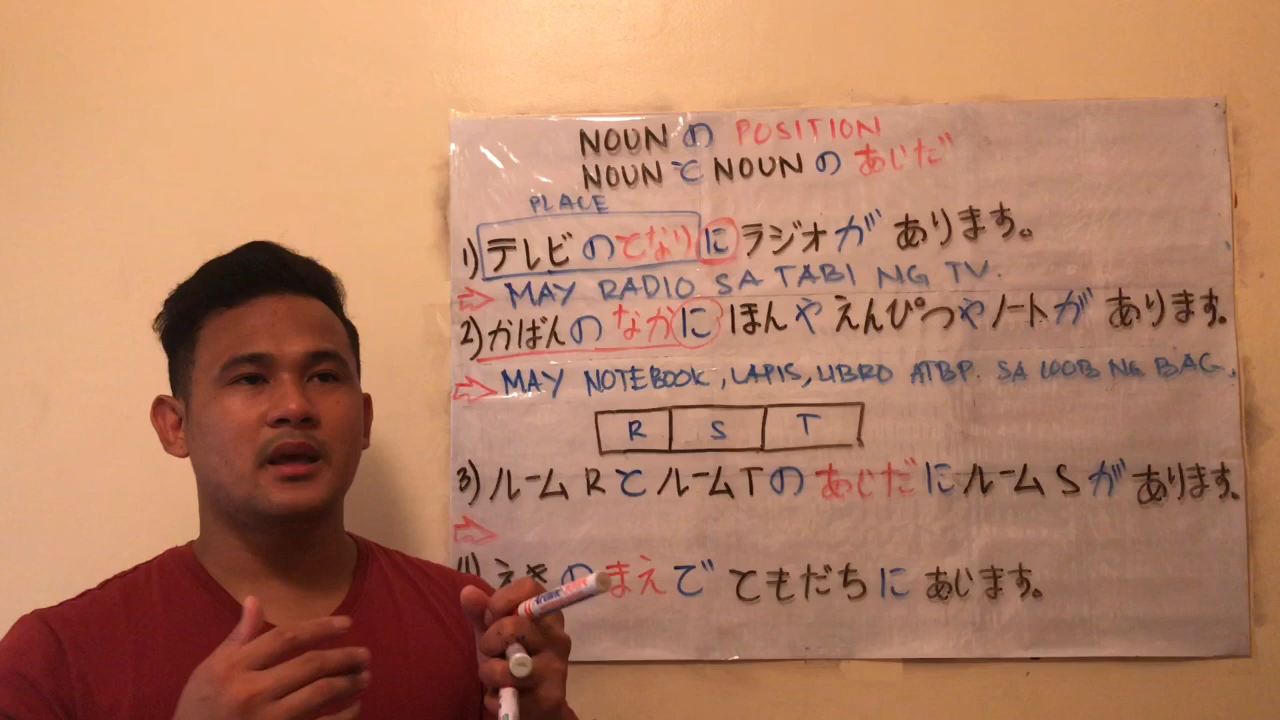 NOUN の POSITION
NOUN と NOUN の あじだ
PLACE
1) テレビのとなりに ラジオが あります。
⇨ MAY RADIO SA TABI NG TV.
2) かばんの なかに ほんや えんぴつや ノートが あります。
⇨ MAY NOTEBOOK, LAPIS, LIBRO ATBP. SA LOOB NG BAG.
R S T
3) ルーム R と ルーム T の あじだに ルーム S が あります。
⇨
えきの まえで ともだちに あじます。